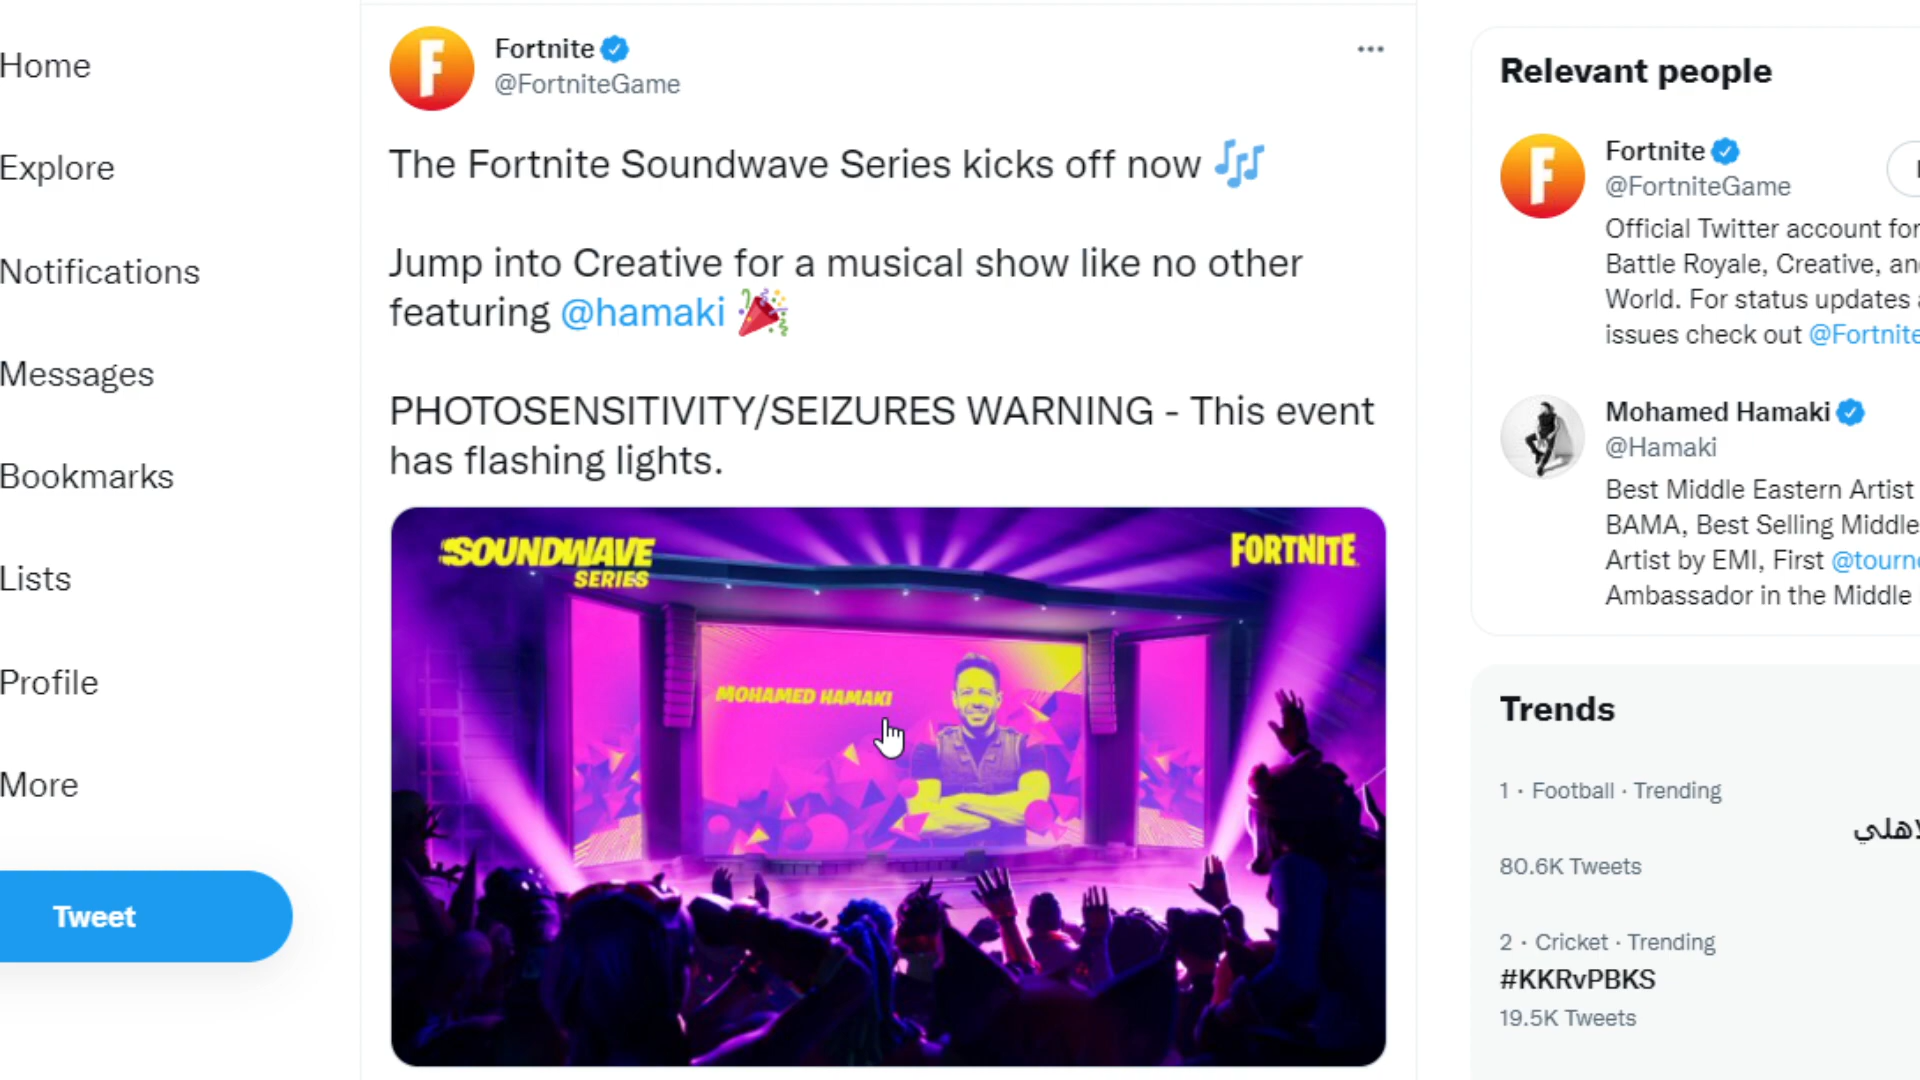 Home
Explore
Notifications
Messages
Bookmarks
Lists
Profile
More
Tweet
Fortnite
@FortniteGame
The Fortnite Soundwave Series kicks off now
Jump into Creative for a musical show like no other
featuring @hamaki
PHOTOSENSITIVITY/SEIZURES WARNING - This event
has flashing lights.
SOUNDWAVE
SERIES
FORTNITE
MOHAMED HAMAKI
Relevant people
Fortnite
@FortniteGame
Official Twitter account for
Battle Royale, Creative, an
World. For status updates
issues check out @Fortnite
Mohamed Hamaki
@Hamaki
Best Middle Eastern Artist
BAMA, Best Selling Middle
Artist by EMI, First @tourn
Ambassador in the Middle
Trends
1 · Football · Trending
لاهلي
80.6K Tweets
2 · Cricket · Trending
#KKRvPBKS
19.5K Tweets